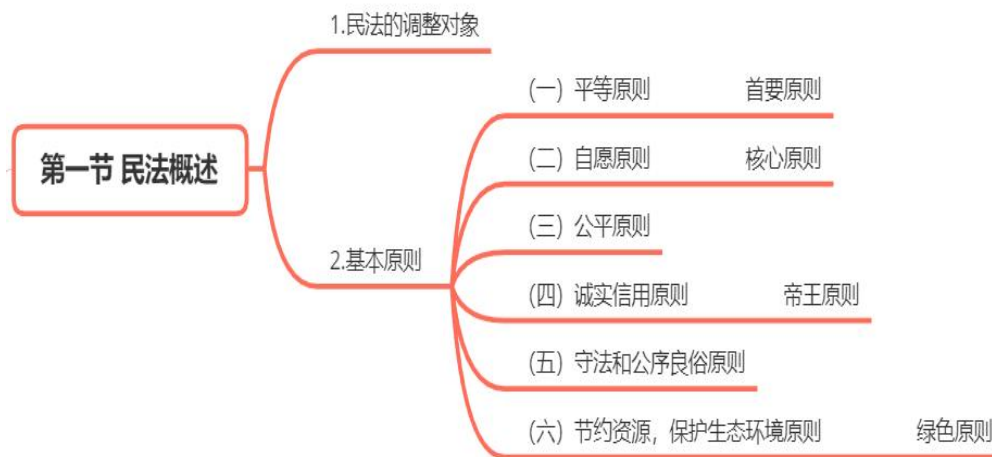 第一节 民法概述
1.民法的调整对象
2.基本原则
(一) 平等原则 首要原则
(二) 自愿原则 核心原则
(三) 公平原则
(四) 诚实信用原则 帝王原则
(五) 守法和公序良俗原则
(六) 节约资源，保护生态环境原则 绿色原则